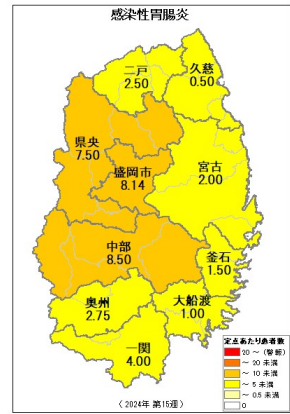 感染性胃腸炎
二戸
2.50
久慈
0.50
県央
7.50
盛岡市
8.14
宮古
2.00
中部
8.50
釜石
1.50
奥州
2.75
大船渡
1.00
一関
4.00
定点あたり患者数
20 ～ (警報)
～ 20 未満
～ 10 未満
～ 5 未満
～ 0.5 未満
0
（ 2024年 第15週）